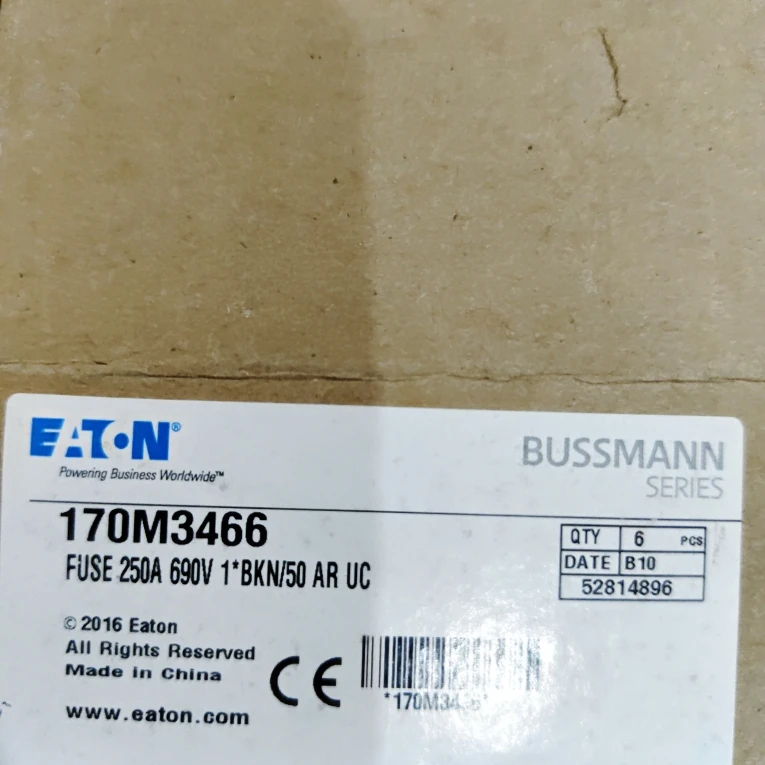 EATON®
Powering Business Worldwide™
BUSSMANN
SERIES
170M3466
FUSE 250A 690V 1*BKN/50 AR UC
QTY 6 PCS
DATE B10
52814896
© 2016 Eaton
All Rights Reserved
Made in China
www.eaton.com
CE
*170M3466*